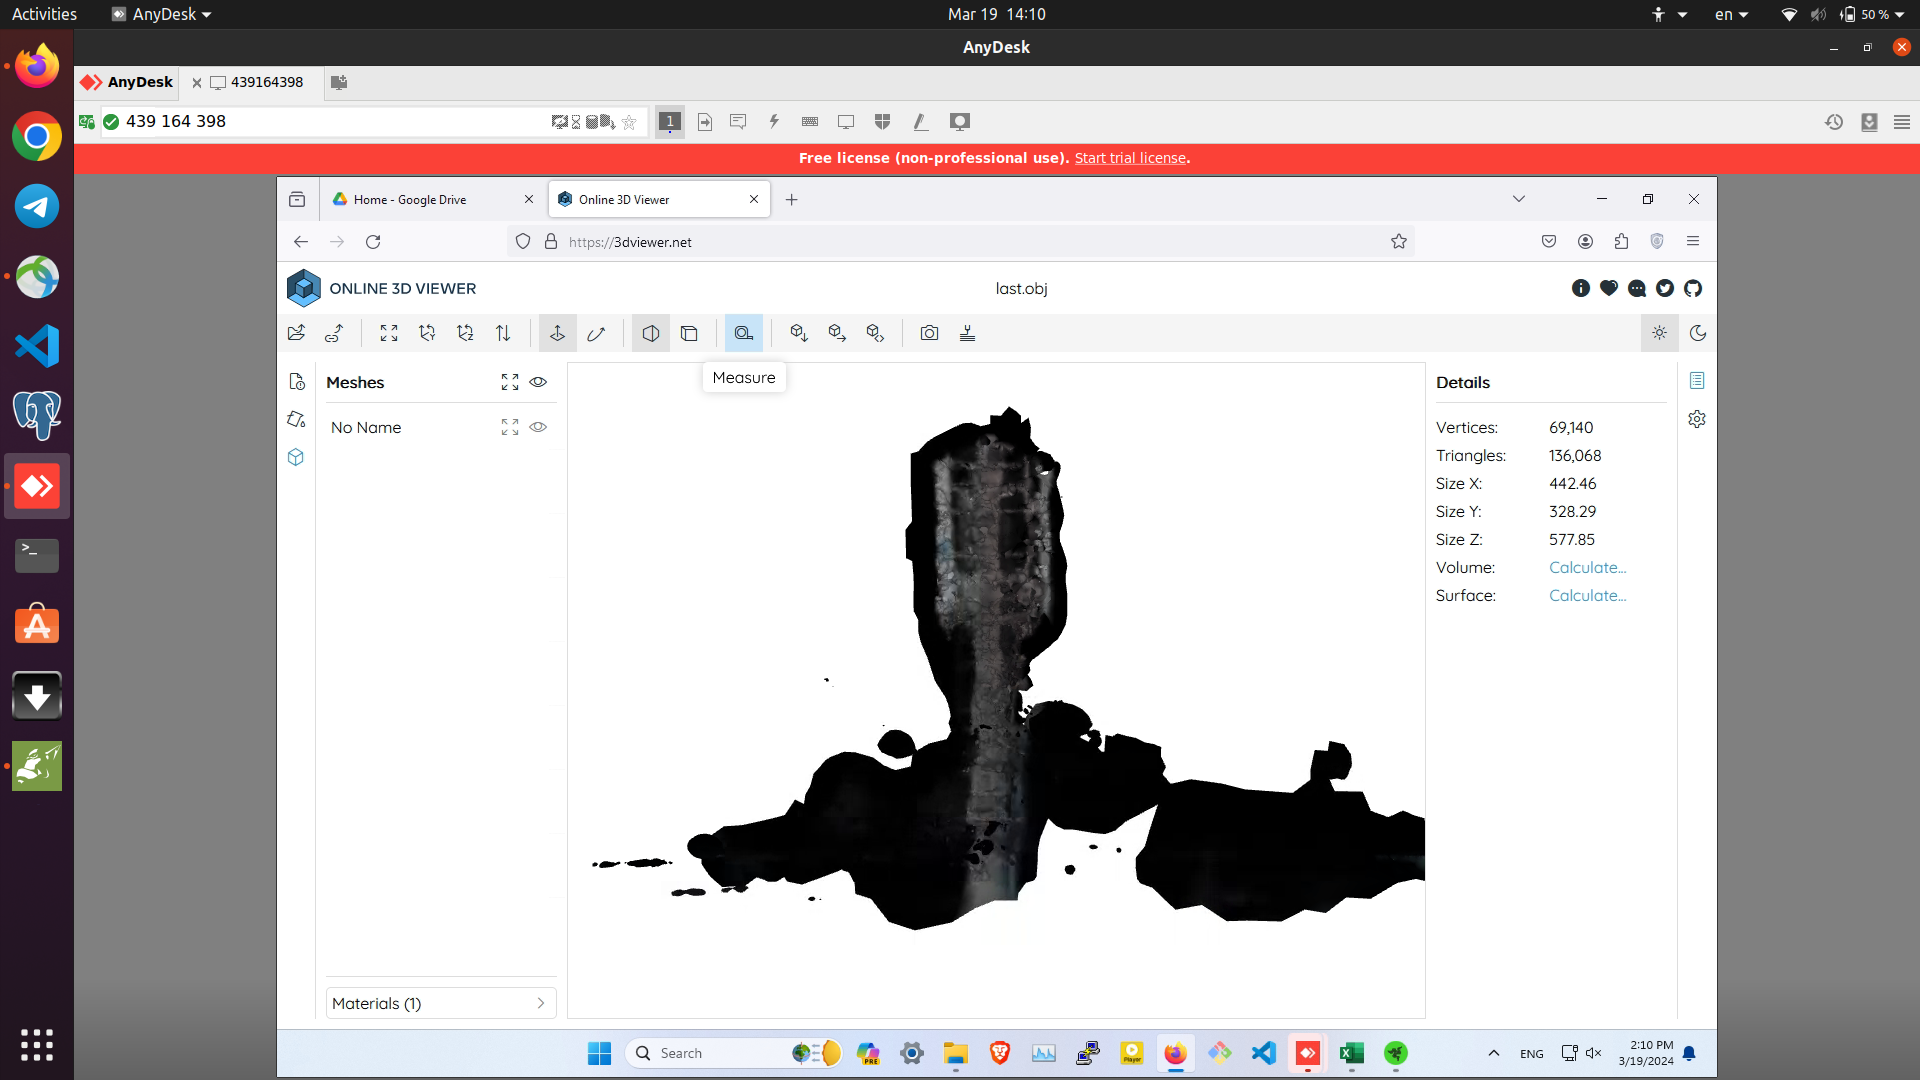 Activities
AnyDesk
Mar 19 14:10
en
50 %
AnyDesk
AnyDesk
439164398
439 164 398
1
Free license (non-professional use). Start trial license.
Home - Google Drive
Online 3D Viewer
https://3dviewer.net
ONLINE 3D VIEWER
last.obj
Measure
Meshes
No Name
Materials (1)
Details
Vertices: 69,140
Triangles: 136,068
Size X: 442.46
Size Y: 328.29
Size Z: 577.85
Volume: Calculate...
Surface: Calculate...
Search
PRE
Player
ENG
2:10 PM
3/19/2024